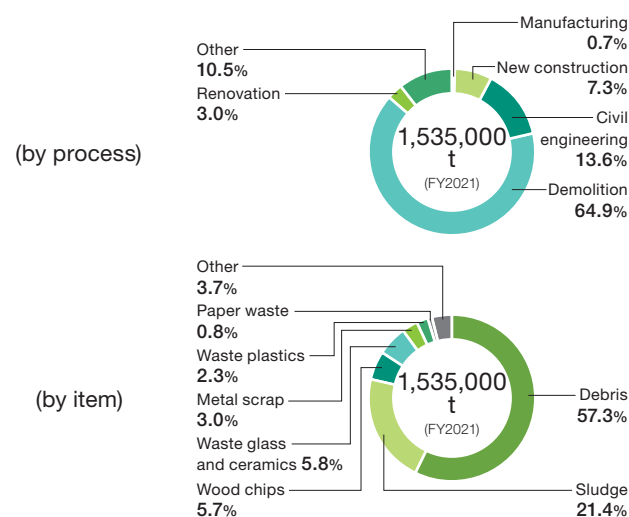 (by process)
Other
10.5%
Renovation
3.0%
Manufacturing
0.7%
New construction
7.3%
Civil
engineering
13.6%
Demolition
64.9%
1,535,000
t
(FY2021)
(by item)
Other
3.7%
Paper waste
0.8%
Waste plastics
2.3%
Metal scrap
3.0%
Waste glass
and ceramics 5.8%
Wood chips
5.7%
1,535,000
t
(FY2021)
Debris
57.3%
Sludge
21.4%